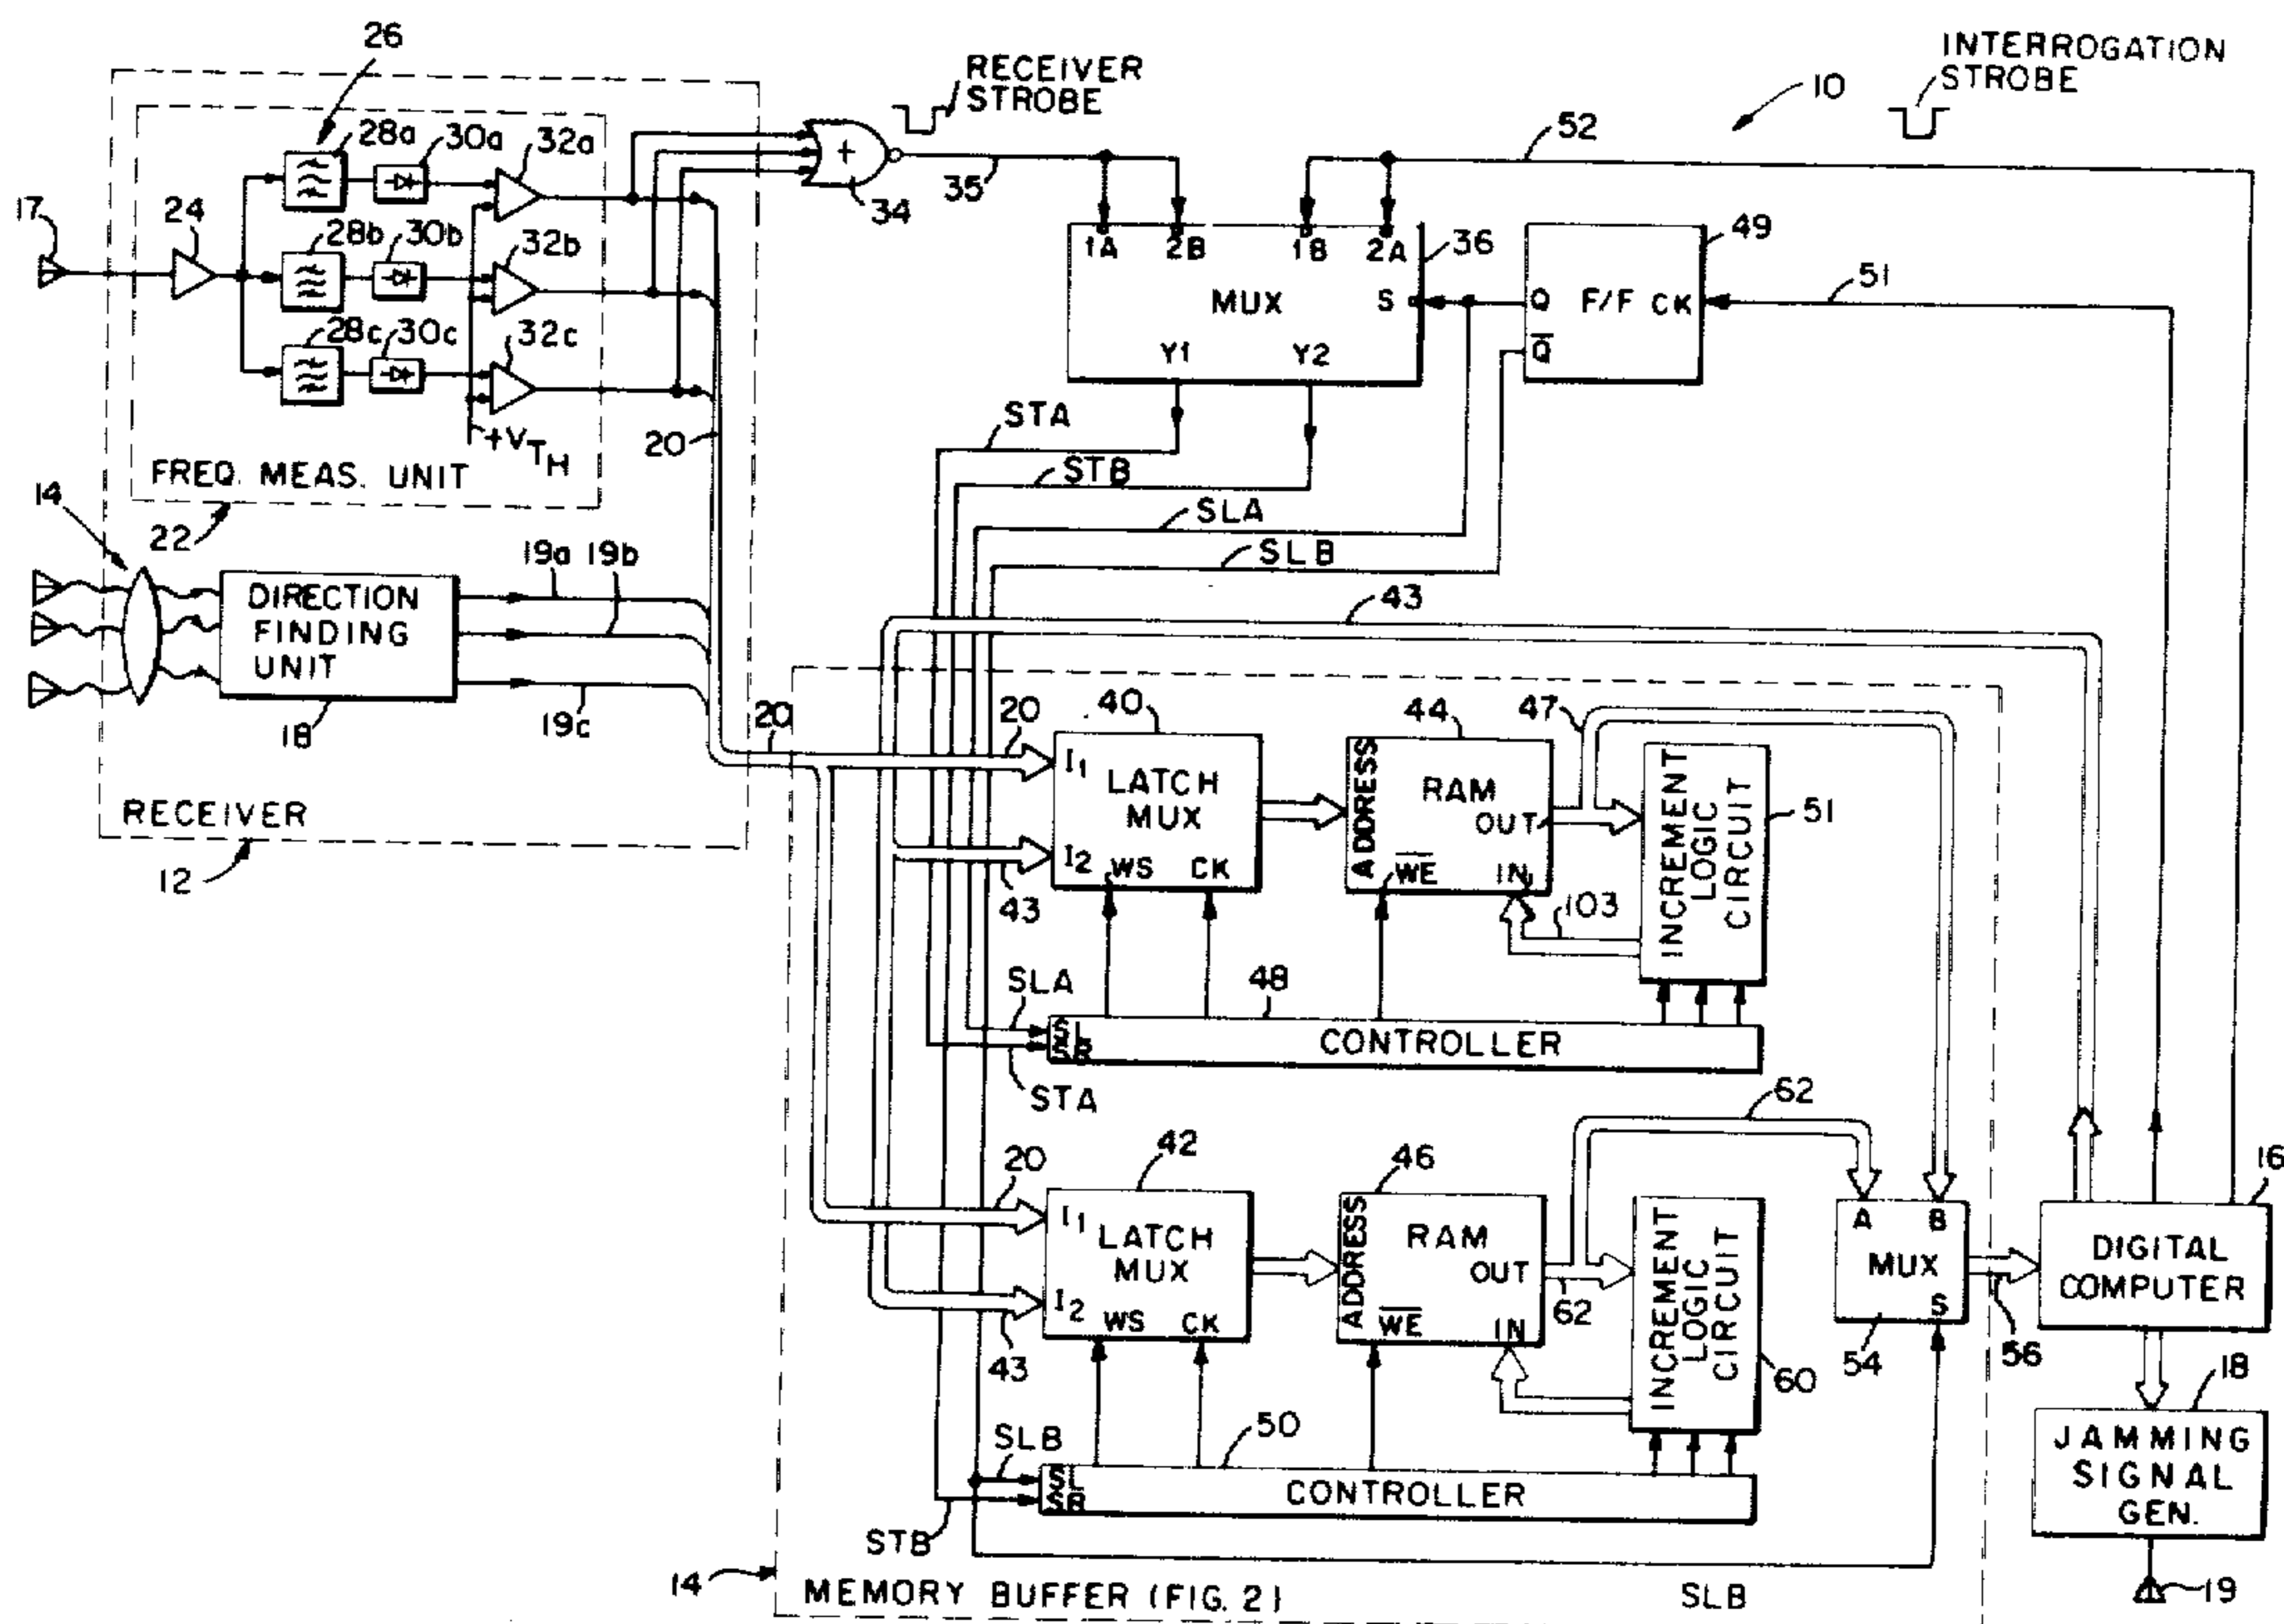 26
RECEIVER
STROBE
INTERROGATION
STROBE
10
28a
30a
32a
+
34
35
52
17
24
28b
30b
32b
1A
2B
1B
2A
36
49
MUX
S
Q
F/F
CK
51
Q̅
28c
30c
32c
Y1
Y2
+VTH
20
STA
STB
SLA
SLB
FREQ. MEAS. UNIT
22
14
19a
19b
19c
DIRECTION
FINDING
UNIT
18
43
RECEIVER
12
20
20
40
44
47
I1
I2
LATCH
MUX
WS
CK
43
ADDRESS
RAM
OUT
W̅E̅
IN
103
INCREMENT
LOGIC
CIRCUIT
51
SLA
48
SL
SR
CONTROLLER
STA
62
20
42
46
I1
I2
LATCH
MUX
WS
CK
43
ADDRESS
RAM
OUT
W̅E̅
IN
62
INCREMENT
LOGIC
CIRCUIT
60
A
B
MUX
S
54
56
16
DIGITAL
COMPUTER
18
JAMMING
SIGNAL
GEN.
19
SLB
50
SL
SR
CONTROLLER
STB
14
MEMORY BUFFER (FIG. 2)
SLB